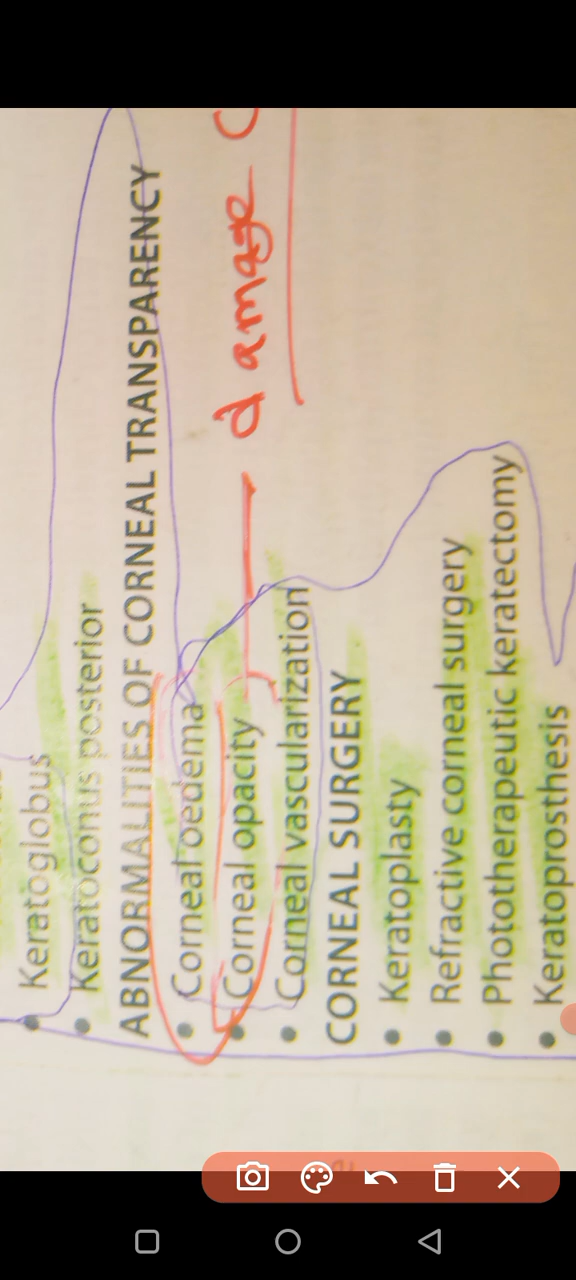 • Keratoglobus
• Keratoconus posterior
ABNORMALITIES OF CORNEAL TRANSPARENCY
• Corneal oedema
• Corneal opacity
damage
• Corneal vascularization
CORNEAL SURGERY
• Keratoplasty
• Refractive corneal surgery
• Phototherapeutic keratectomy
• Keratoprosthesis